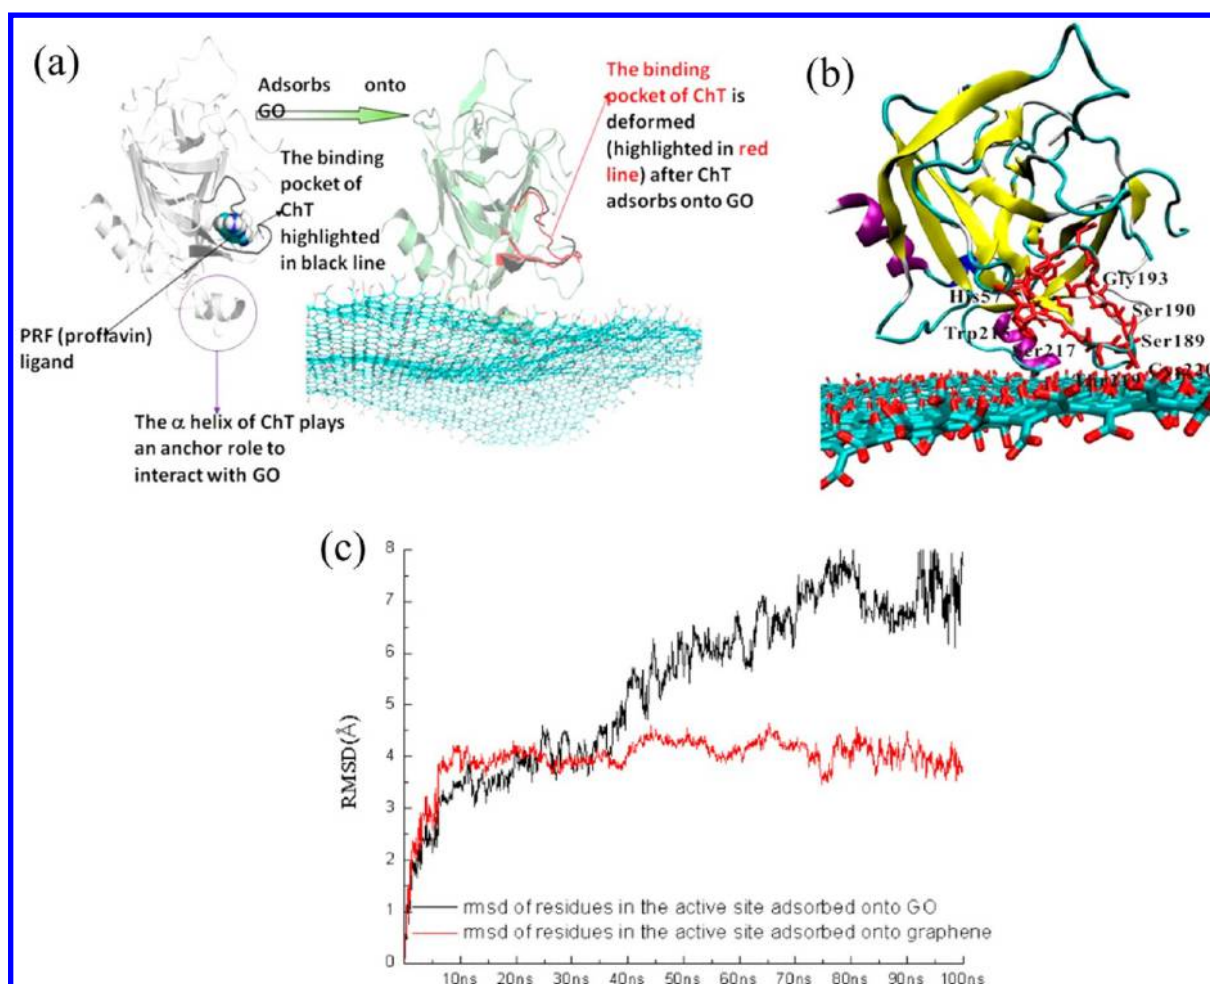 (a)
Adsorbs onto
GO
The binding
pocket of
ChT
highlighted
in black line
PRF (proflavin)
ligand
The α helix of ChT plays
an anchor role to
interact with GO
The binding
pocket of ChT is
deformed
(highlighted in red
line) after ChT
adsorbs onto GO
(b)
Gly193
His57
Ser190
Ser189
Ser217
(c)
RMSD(Å)
8
7
6
5
4
3
2
1
0
rmsd of residues in the active site adsorbed onto GO
rmsd of residues in the active site adsorbed onto graphene
10ns 20ns 30ns 40ns 50ns 60ns 70ns 80ns 90ns 100ns